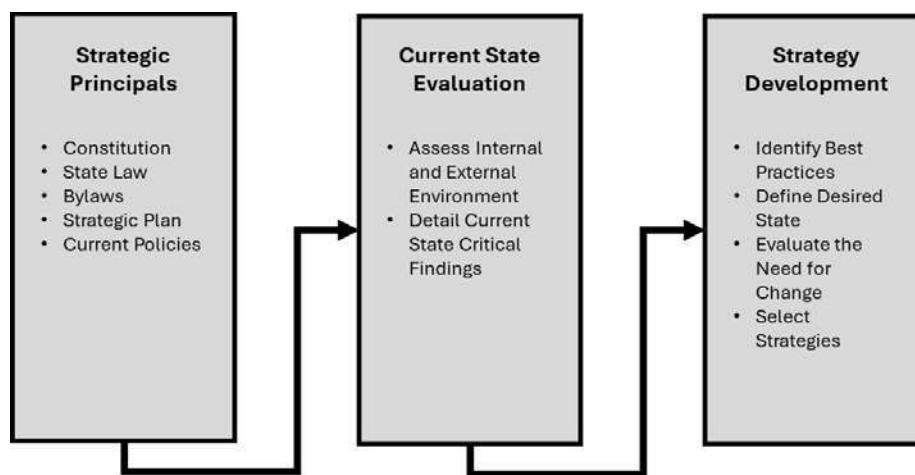 Strategic
Principals
• Constitution
• State Law
• Bylaws
• Strategic Plan
• Current Policies
Current State
Evaluation
• Assess Internal
and External
Environment
• Detail Current
State Critical
Findings
Strategy
Development
• Identify Best
Practices
• Define Desired
State
• Evaluate the
Need for
Change
• Select
Strategies